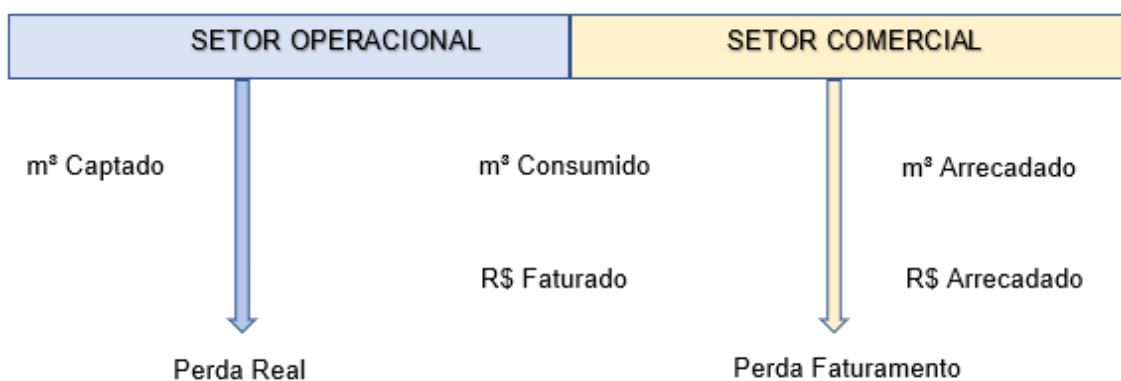 SETOR OPERACIONAL
SETOR COMERCIAL
m³ Captado
m³ Consumido
m³ Arrecadado
R$ Faturado
R$ Arrecadado
Perda Real
Perda Faturamento